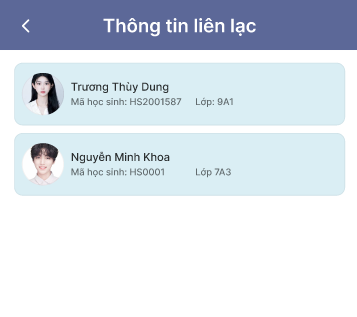 Thông tin liên lạc
Trương Thùy Dung
Mã học sinh: HS2001587 Lớp: 9A1
Nguyễn Minh Khoa
Mã học sinh: HS0001 Lớp 7A3